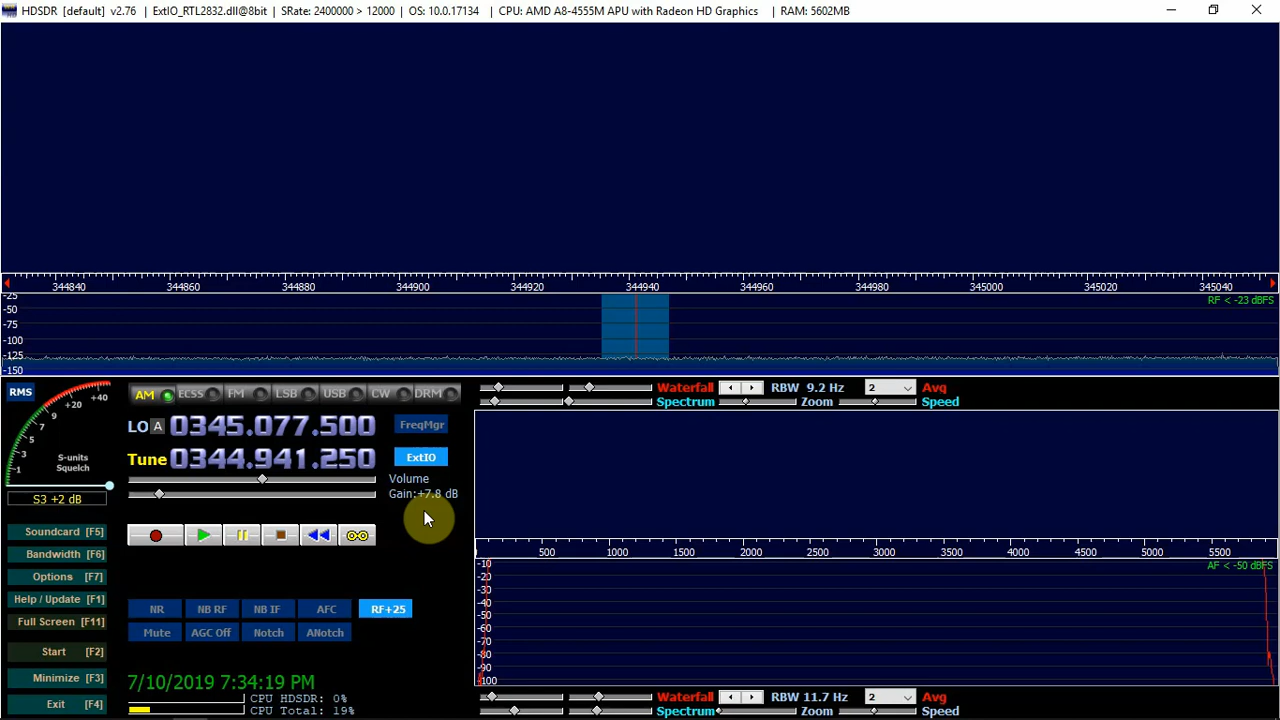 HDSDR [default] v2.76 | ExtIO_RTL2832.dll@8bit | SRate: 2400000 > 12000 | OS: 10.0.17134 | CPU: AMD A8-4555M APU with Radeon HD Graphics | RAM: 5602MB
344840 344860 344880 344900 344920 344940 344960 344980 345000 345020 345040
-25
-50
-75
-100
-125
-150
RF < -23 dBFS
RMS
1 3 5 7 9 +20 +40
S-units
Squelch
S3 +2 dB
AM ECSS FM LSB USB CW DRM
LO A 0345.077.500 FreqMgr
Tune 0344.941.250 ExtIO
Volume
Gain:+7.8 dB
Waterfall RBW 9.2 Hz 2 Avg
Spectrum Zoom Speed
Soundcard [F5]
Bandwidth [F6]
Options [F7]
Help / Update [F1]
Full Screen [F11]
Start [F2]
Minimize [F3]
Exit [F4]
NR NB RF NB IF AFC RF+25
Mute AGC Off Notch ANotch
7/10/2019 7:34:19 PM
CPU HDSDR: 0%
CPU Total: 19%
500 1000 1500 2000 2500 3000 3500 4000 4500 5000 5500
-10
-20
-30
-40
-50
-60
-70
-80
-90
-100
AF < -50 dBFS
Waterfall RBW 11.7 Hz 2 Avg
Spectrum Zoom Speed